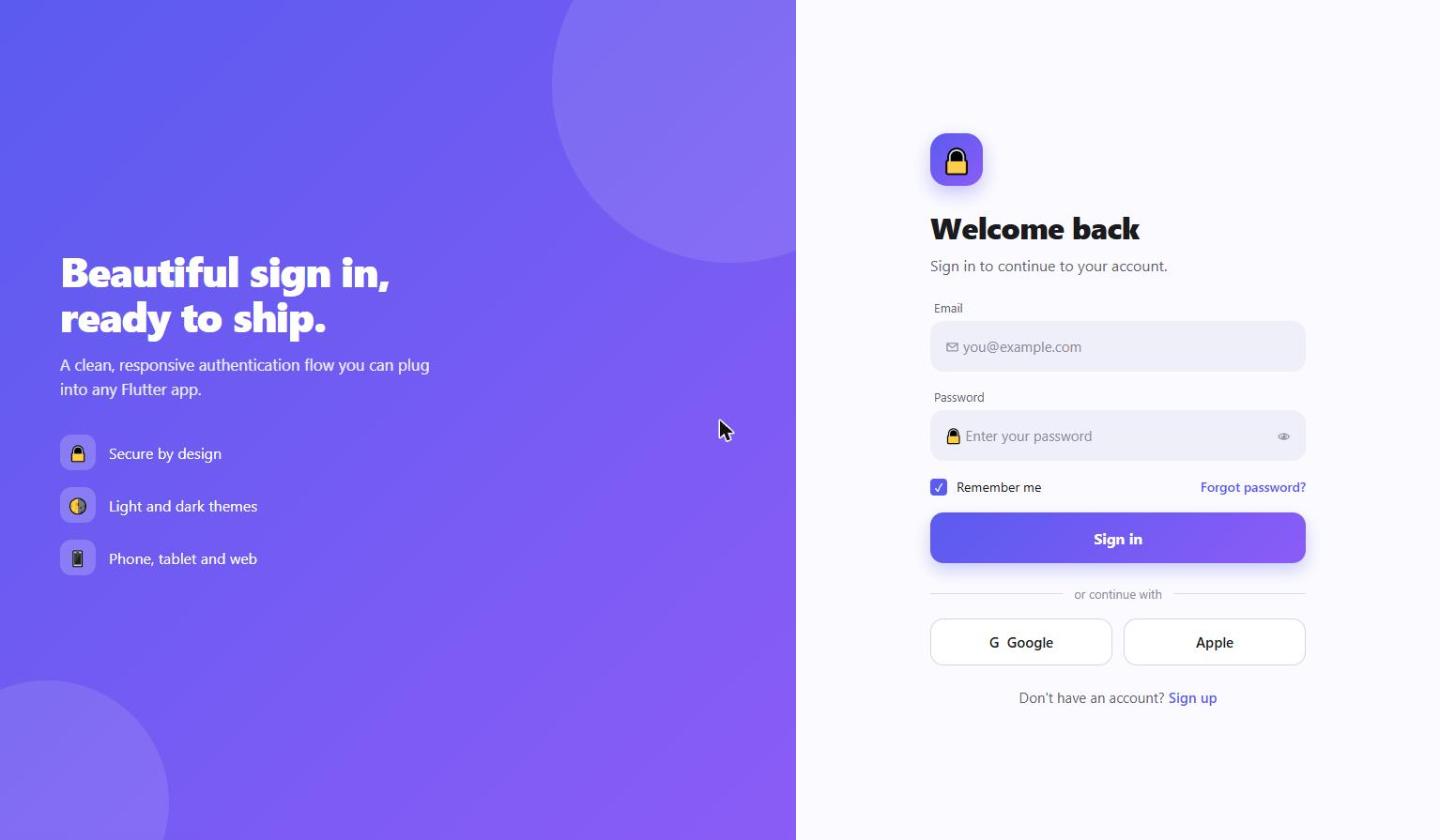 Beautiful sign in,
ready to ship.
A clean, responsive authentication flow you can plug
into any Flutter app.
Secure by design
Light and dark themes
Phone, tablet and web
Welcome back
Sign in to continue to your account.
Email
you@example.com
Password
Enter your password
Remember me
Forgot password?
Sign in
or continue with
G Google
Apple
Don't have an account? Sign up